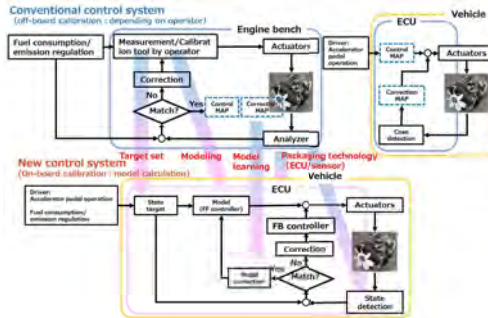 Conventional control system
(off-board calibration : depending on operator)
Engine bench
Fuel consumption/
emission regulation
Measurement/Calibrat
ion tool by operator
Actuators
Correction
No
Match?
Yes
Control
MAP
Correction
MAP
Analyzer
Vehicle
ECU
Driver:
Accelerator
pedal
operation
Control
MAP
Actuators
Correction
MAP
detection
Target set
Modeling
Model
learning
Packaging technology
(ECU/sensor)
New control system
(On-board calibration : model calculation)
Vehicle
ECU
Driver:
Accelerator pedal operation
Fuel consumption/
emission regulation
State
target
Model
(FF controller)
Actuators
FB controller
Correction
No
Yes
Match?
Model
correction
State
detection